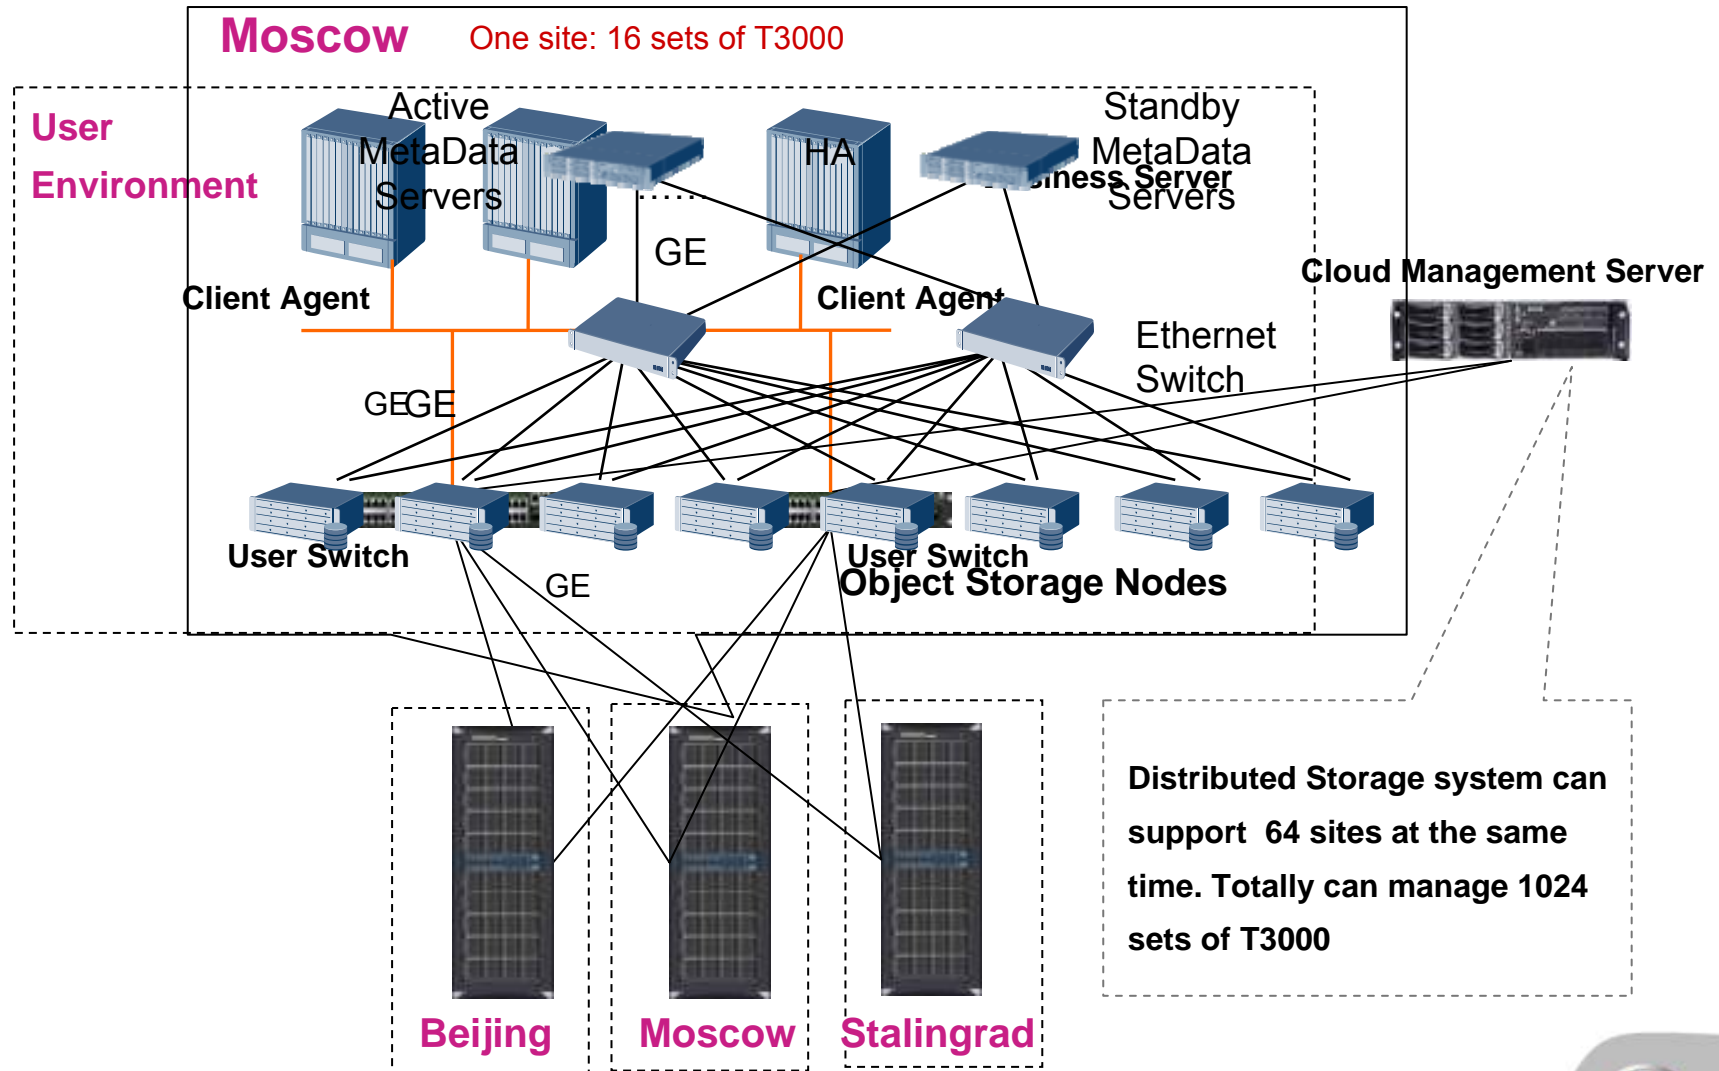 Moscow
One site: 16 sets of T3000
User
Environment
Active
MetaData
Servers
HA
Standby
MetaData
Servers
Server
......
GE
Client Agent
Client Agent
Cloud Management Server
Ethernet
Switch
GE
GE
User Switch
User Switch
GE
Object Storage Nodes
Distributed Storage system can
support 64 sites at the same
time. Totally can manage 1024
sets of T3000
Beijing
Moscow
Stalingrad